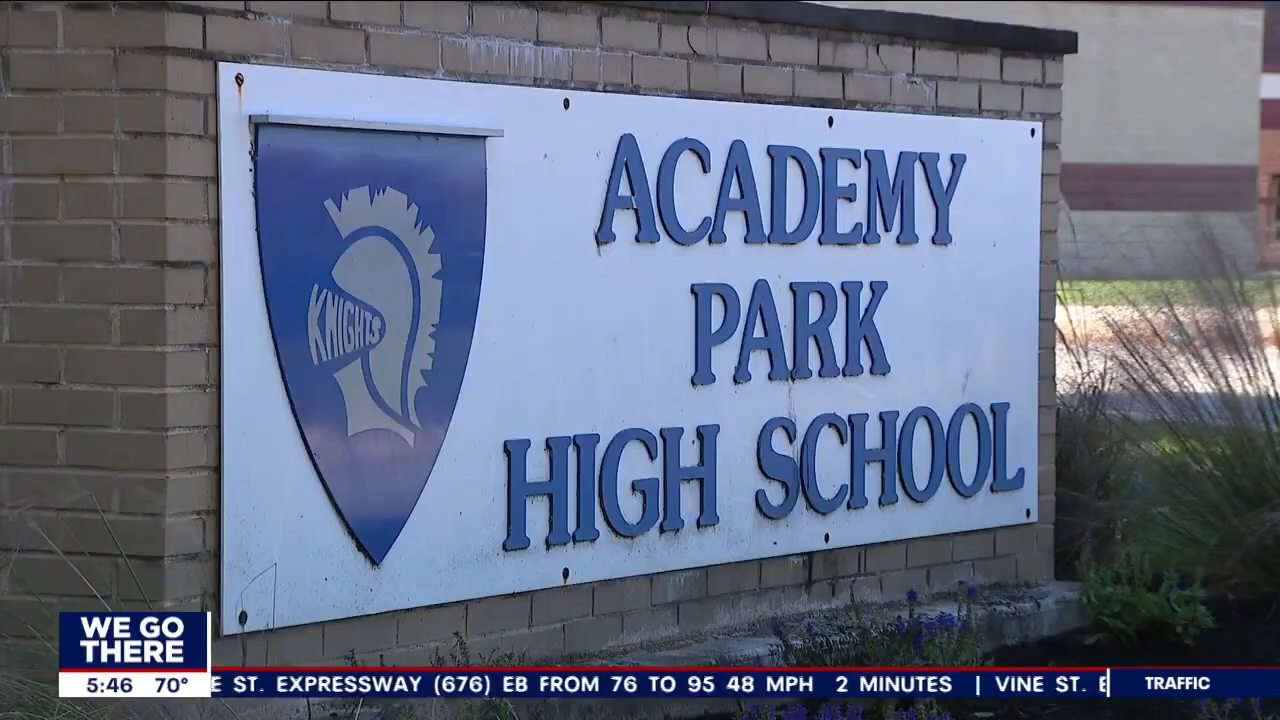 KNIGHTS
ACADEMY
PARK
HIGH SCHOOL
WE GO
THERE
5:46 70°
E ST. EXPRESSWAY (676) EB FROM 76 TO 95 48 MPH 2 MINUTES | VINE ST. E
TRAFFIC